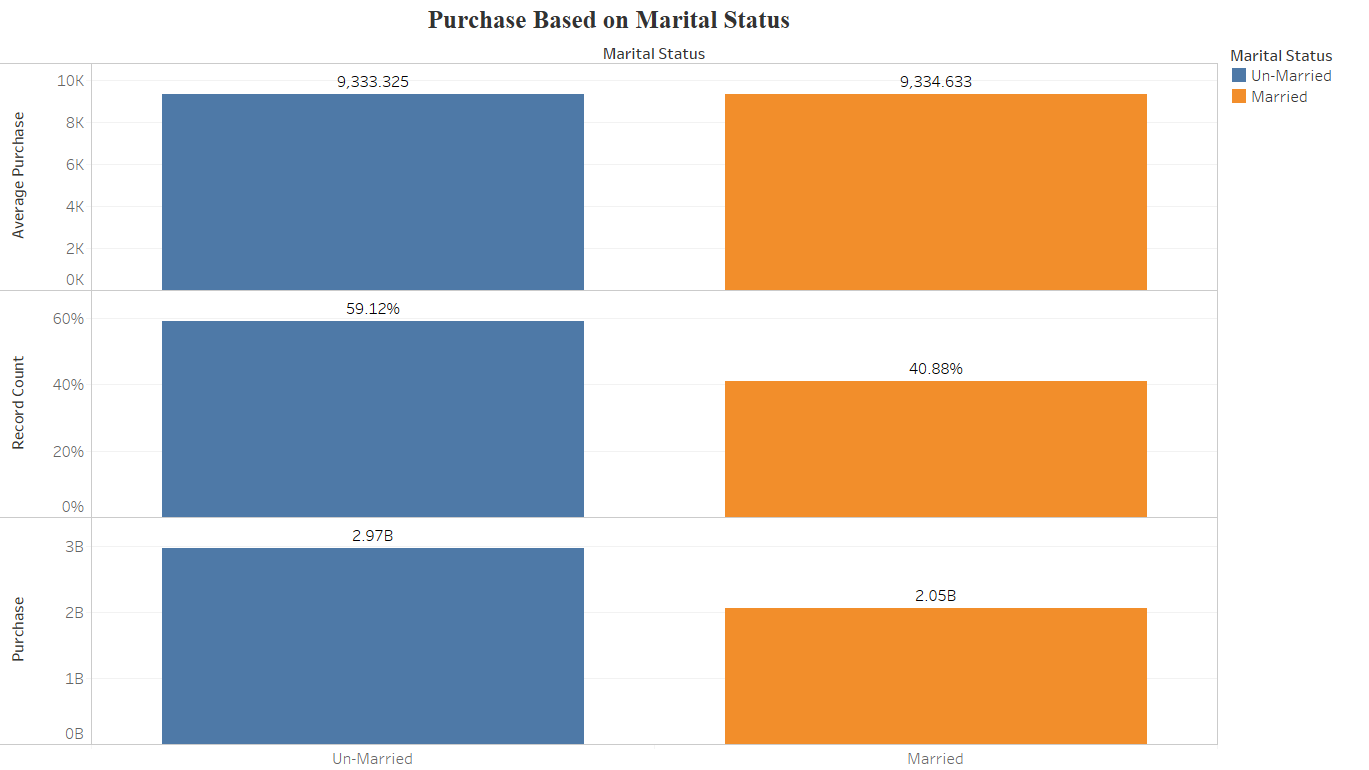 Purchase Based on Marital Status
Marital Status
Marital Status
Un-Married
Married
Average Purchase
10K
8K
6K
4K
2K
0K
9,333.325
9,334.633
Record Count
60%
40%
20%
0%
59.12%
40.88%
Purchase
3B
2B
1B
0B
2.97B
2.05B
Un-Married
Married